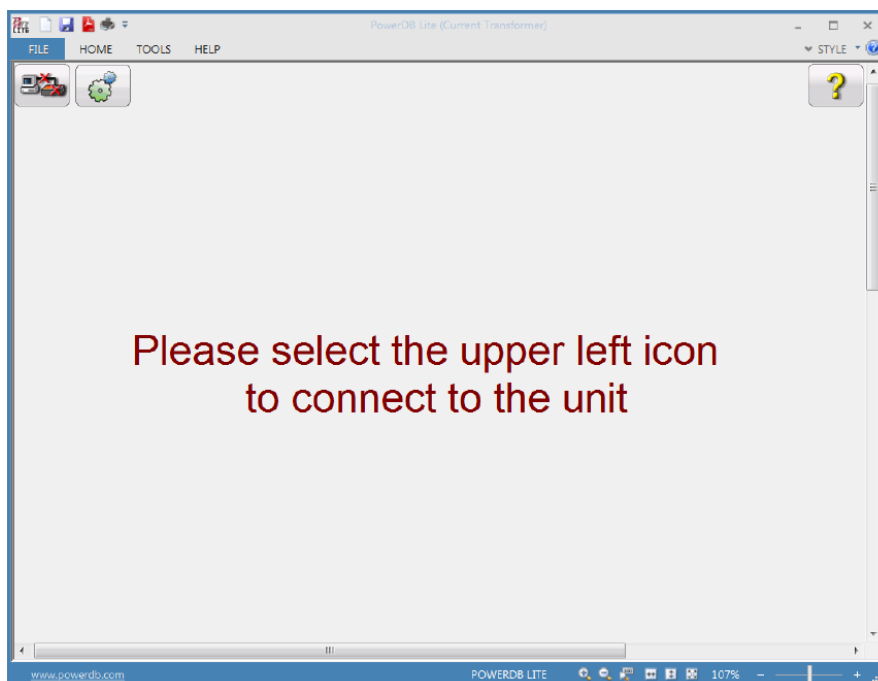 PowerDB Lite (Current Transformer)
FILE HOME TOOLS HELP
STYLE
Please select the upper left icon
to connect to the unit
www.powerdb.com
POWERDB LITE
107%